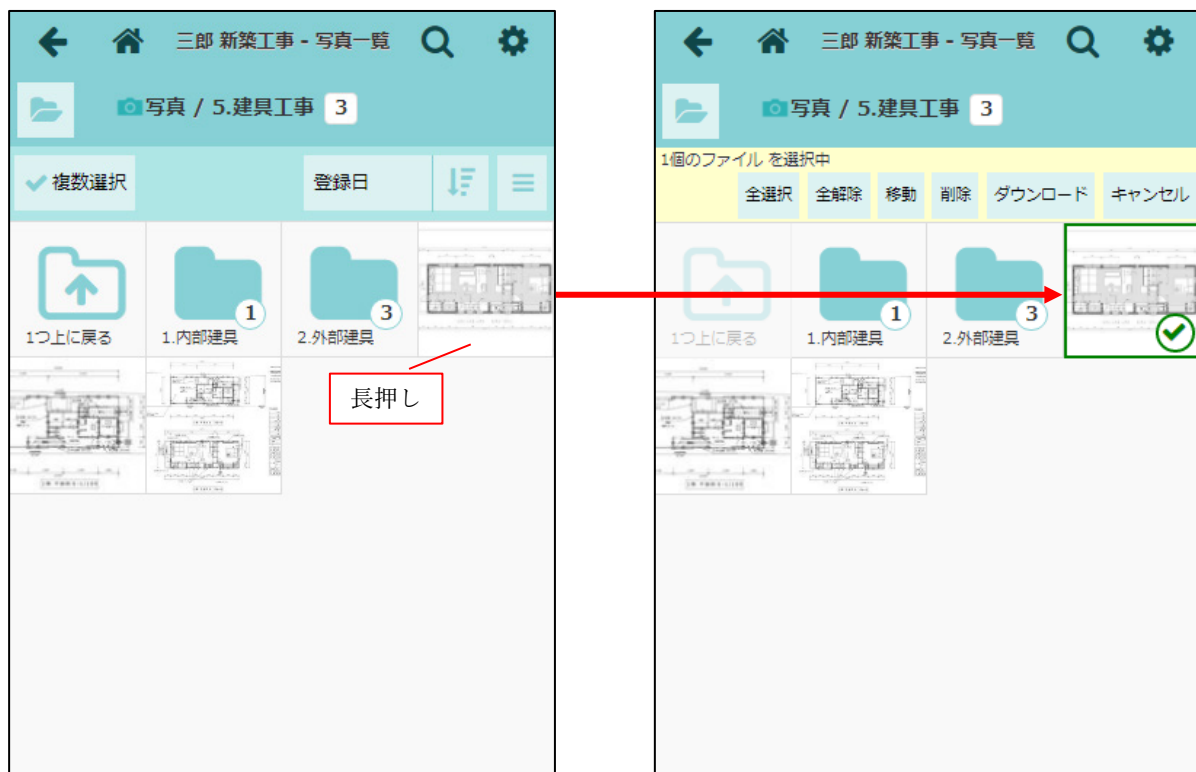 三郎 新築工事 - 写真一覧
写真 / 5.建具工事 3
複数選択 登録日
1つ上に戻る
1
1.内部建具
3
2.外部建具
長押し
三郎 新築工事 - 写真一覧
写真 / 5.建具工事 3
1個のファイル を選択中
全選択 全解除 移動 削除 ダウンロード キャンセル
1つ上に戻る
1
1.内部建具
3
2.外部建具